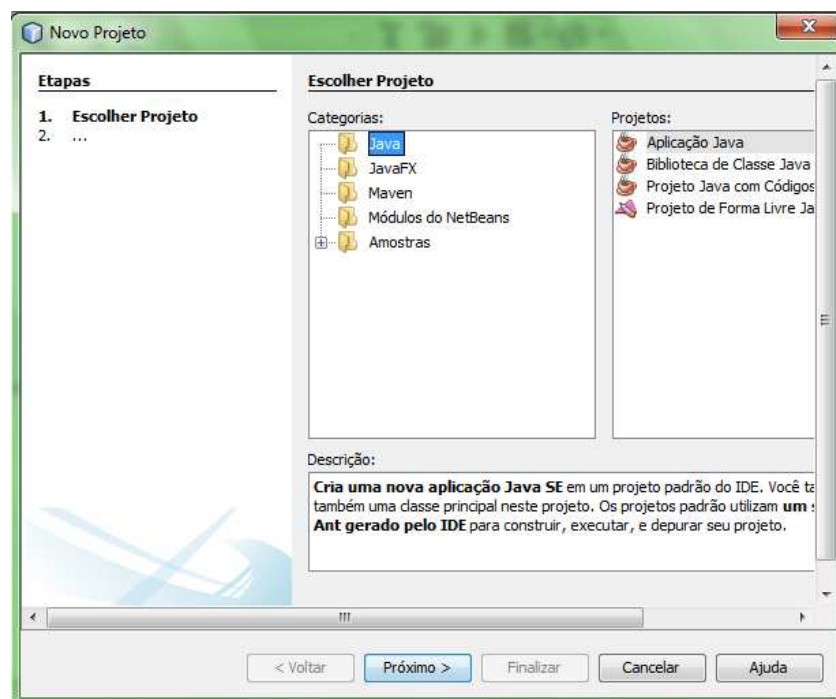 Novo Projeto
Etapas
1. Escolher Projeto
2. ...
Escolher Projeto
Categorias:
Java
JavaFX
Maven
Módulos do NetBeans
Amostras
Projetos:
Aplicação Java
Biblioteca de Classe Java
Projeto Java com Códigos
Projeto de Forma Livre Ja
Descrição:
Cria uma nova aplicação Java SE em um projeto padrão do IDE. Você ta
também uma classe principal neste projeto. Os projetos padrão utilizam um s
Ant gerado pelo IDE para construir, executar, e depurar seu projeto.
< Voltar
Próximo >
Finalizar
Cancelar
Ajuda